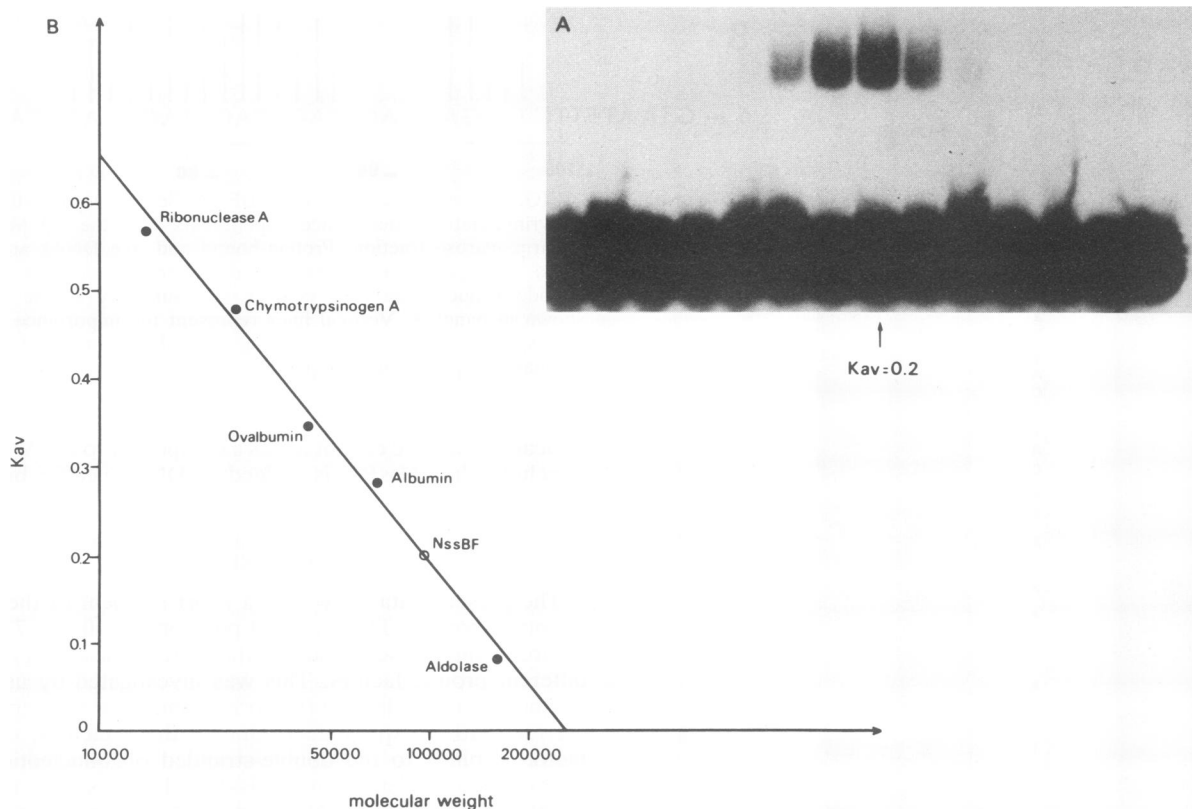 B
A
0.6
Ribonuclease A
0.5
Chymotrypsinogen A
Kav=0.2
0.4
Kav
Ovalbumin
0.3
Albumin
NssBF
0.2
0.1
Aldolase
0
10000 50000 100000 200000
molecular weight